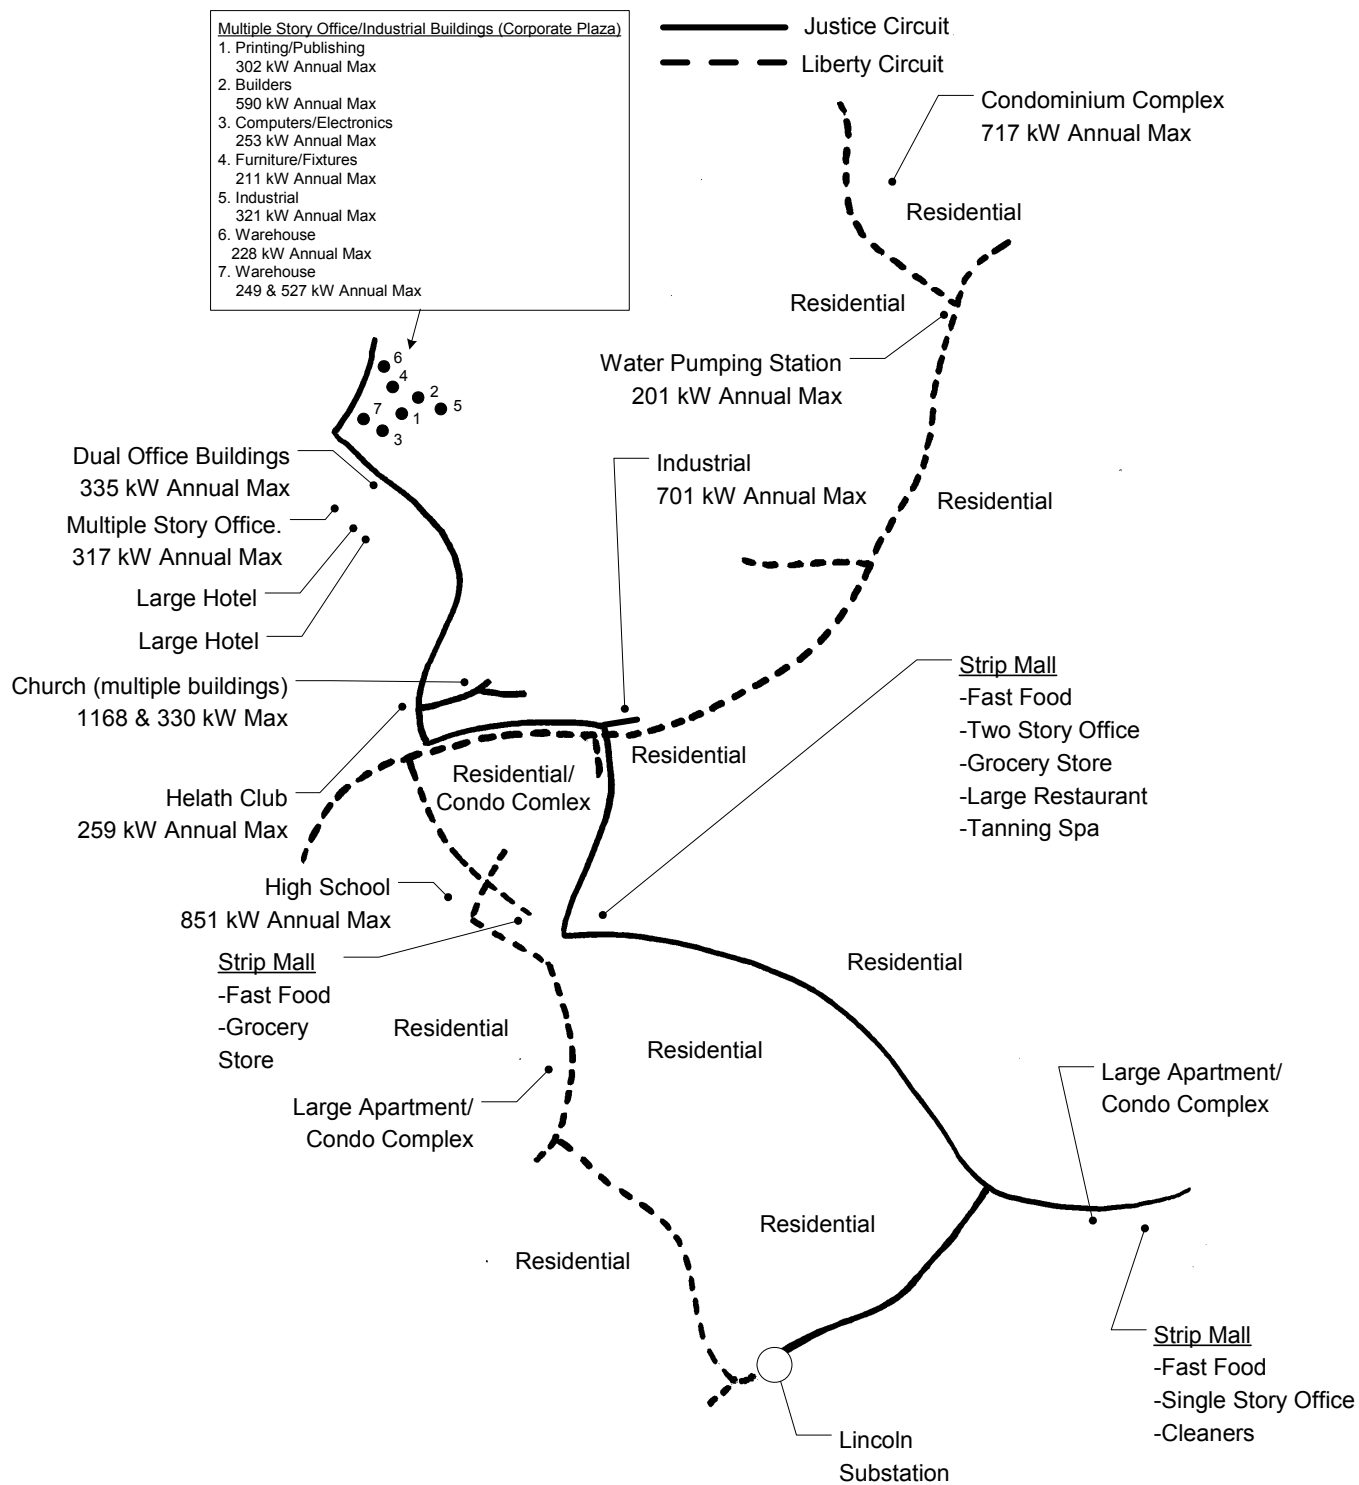 Multiple Story Office/Industrial Buildings (Corporate Plaza)
1. Printing/Publishing
302 kW Annual Max
2. Builders
590 kW Annual Max
3. Computers/Electronics
253 kW Annual Max
4. Furniture/Fixtures
211 kW Annual Max
5. Industrial
321 kW Annual Max
6. Warehouse
228 kW Annual Max
7. Warehouse
249 & 527 kW Annual Max
Justice Circuit
Liberty Circuit
Condominium Complex
717 kW Annual Max
Residential
Residential
Water Pumping Station
201 kW Annual Max
6
4
2
5
7
1
3
Dual Office Buildings
335 kW Annual Max
Multiple Story Office.
317 kW Annual Max
Large Hotel
Large Hotel
Industrial
701 kW Annual Max
Residential
Church (multiple buildings)
1168 & 330 kW Max
Helath Club
259 kW Annual Max
Residential/
Condo Comlex
Residential
Strip Mall
-Fast Food
-Two Story Office
-Grocery Store
-Large Restaurant
-Tanning Spa
High School
851 kW Annual Max
Strip Mall
-Fast Food
-Grocery
Store
Residential
Residential
Residential
Large Apartment/
Condo Complex
Large Apartment/
Condo Complex
Residential
Residential
Strip Mall
-Fast Food
-Single Story Office
-Cleaners
Lincoln
Substation